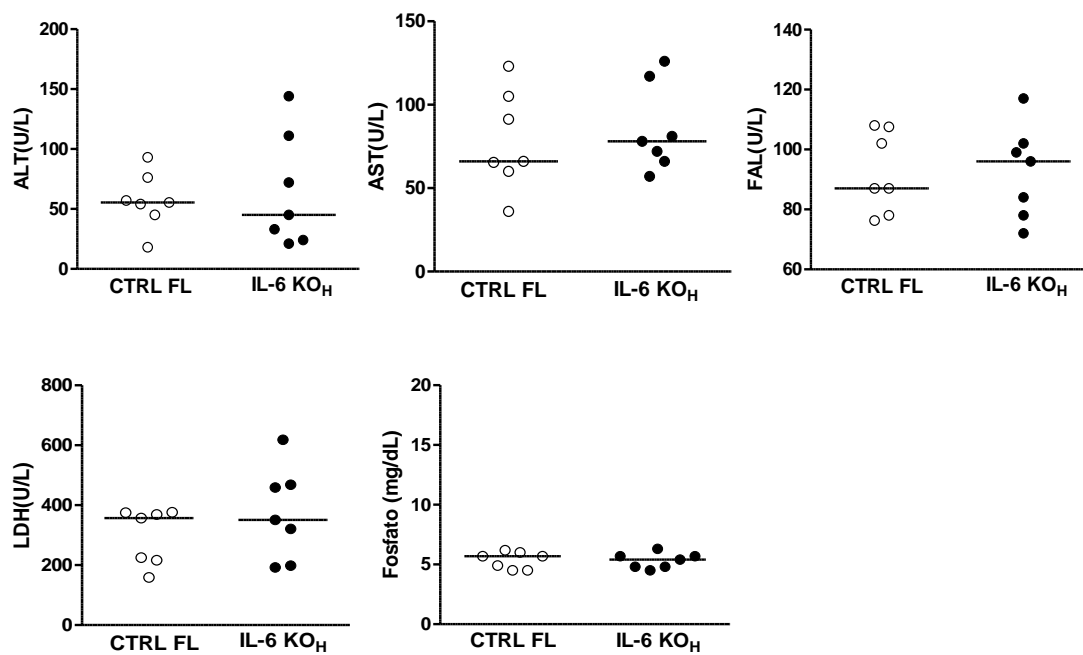 ALT(U/L)
200
150
100
50
0
CTRL FL
IL-6 KOH
AST(U/L)
150
100
50
0
CTRL FL
IL-6 KOH
FAL(U/L)
140
120
100
80
60
CTRL FL
IL-6 KOH
LDH(U/L)
800
600
400
200
0
CTRL FL
IL-6 KOH
Fosfato (mg/dL)
20
15
10
5
0
CTRL FL
IL-6 KOH